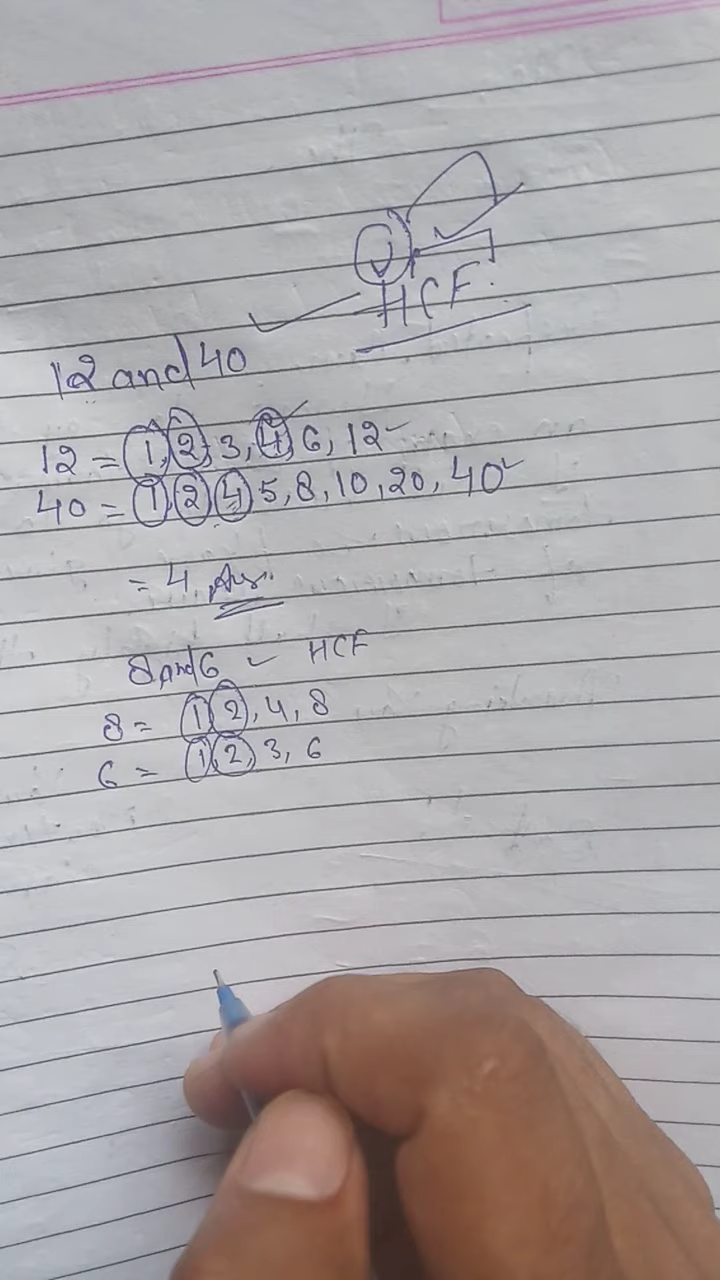 HCF
12 and 40
12 = 1, 2, 3, 4, 6, 12
40 = 1, 2, 4, 5, 8, 10, 20, 40
= 4 Ans.
8 and 6 HCF
8 = 1, 2, 4, 8
6 = 1, 2, 3, 6